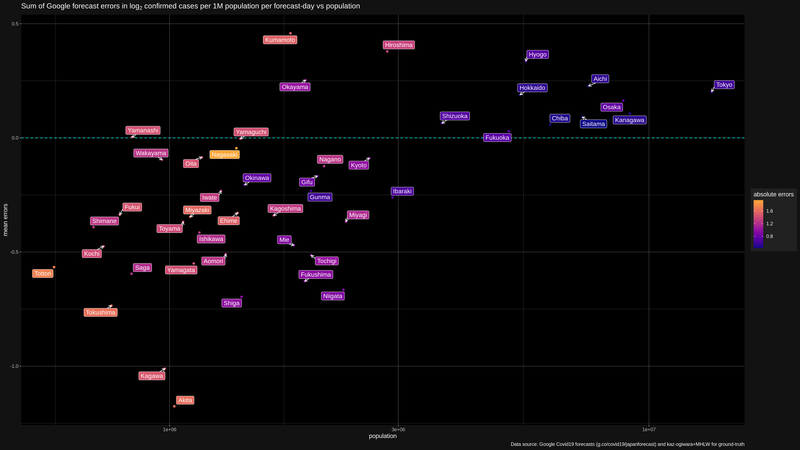 Sum of Google forecast errors in log2 confirmed cases per 1M population per forecast-day vs population
0.5
Kumamoto
Hiroshima
Hyogo
Aichi
Tokyo
Okayama
Hokkaido
Osaka
Shizuoka
Chiba
Saitama
Kanagawa
Yamanashi
Yamaguchi
0.0
Fukuoka
Wakayama
Nagasaki
Oita
Nagano
Kyoto
Okinawa
Gifu
absolute errors
Iwate
Gunma
Ibaraki
1.6
1.2
0.8
Fukui
Miyazaki
Kagoshima
Miyagi
mean errors
Shimane
Ehime
Toyama
Ishikawa
Mie
Kochi
-0.5
Aomori
Tochigi
Tottori
Saga
Yamagata
Fukushima
Shiga
Niigata
Tokushima
-1.0
Kagawa
Akita
1e+06
3e+06
1e+07
population
Data source: Google Covid19 forecasts (g.co/covid19/japanforecast) and kaz-ogiwara+MHLW for ground-truth